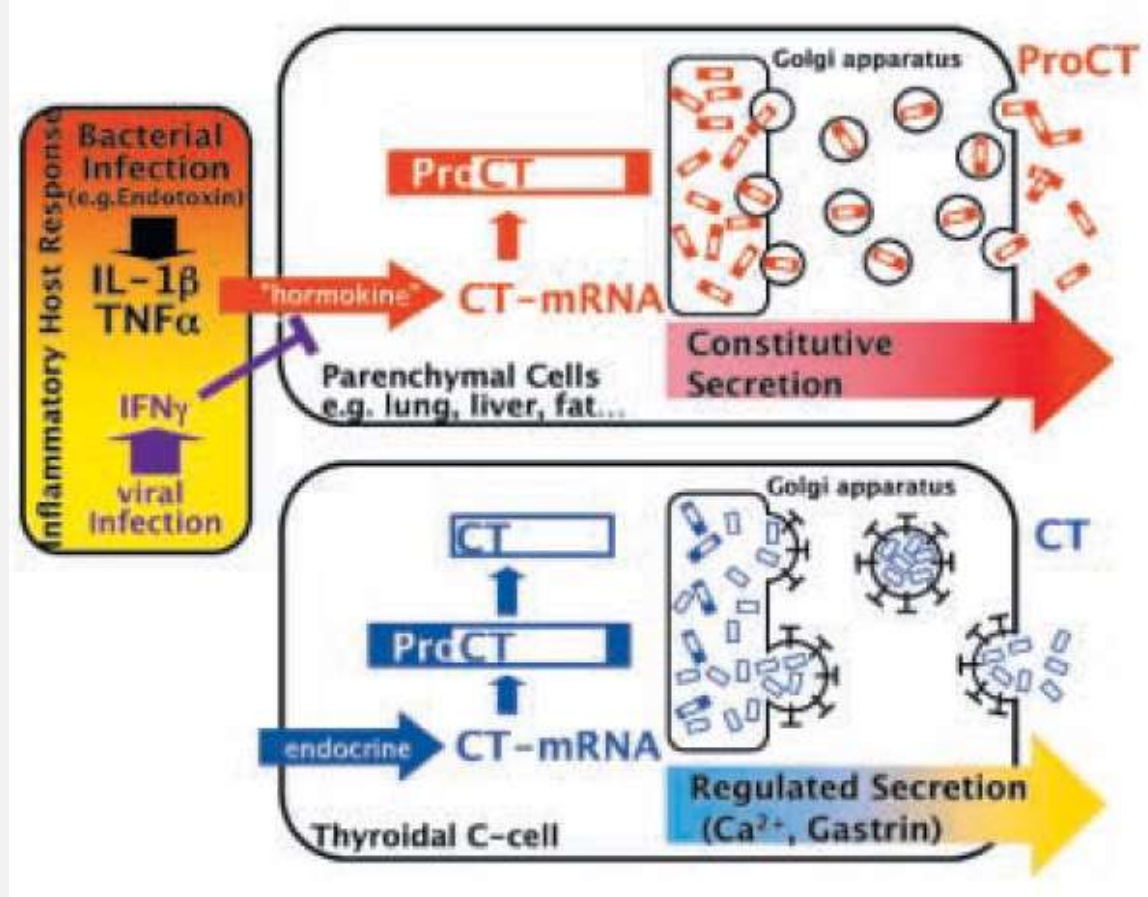 Inflammatory Host Response
Bacterial
Infection
(e.g.Endotoxin)
IL-1β
TNFα
IFNγ
viral
Infection
"hormokine"
CT-mRNA
ProCT
Parenchymal Cells
e.g. lung, liver, fat...
Golgi apparatus
ProCT
Constitutive
Secretion
endocrine
CT-mRNA
ProCT
CT
Thyroidal C-cell
Golgi apparatus
CT
Regulated Secretion
(Ca²⁺, Gastrin)